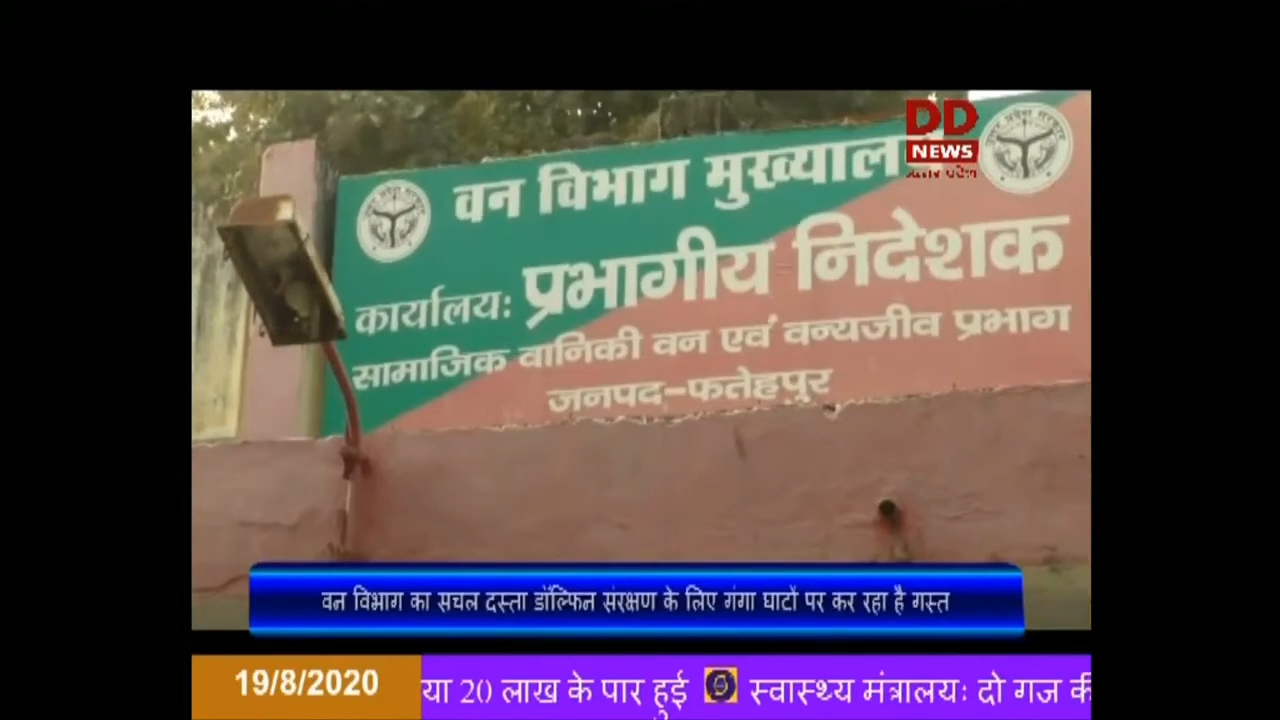 DD
NEWS
वन विभाग मुख्याल
कार्यालयः प्रभागीय निदेशक
सामाजिक वानिकी वन एवं वन्यजीव प्रभाग
जनपद-फतेहपुर
वन विभाग का सचल दस्ता डॉल्फिन संरक्षण के लिए गंगा घाटों पर कर रहा है गस्त
19/8/2020
या 20 लाख के पार हुई स्वास्थ्य मंत्रालयः दो गज की